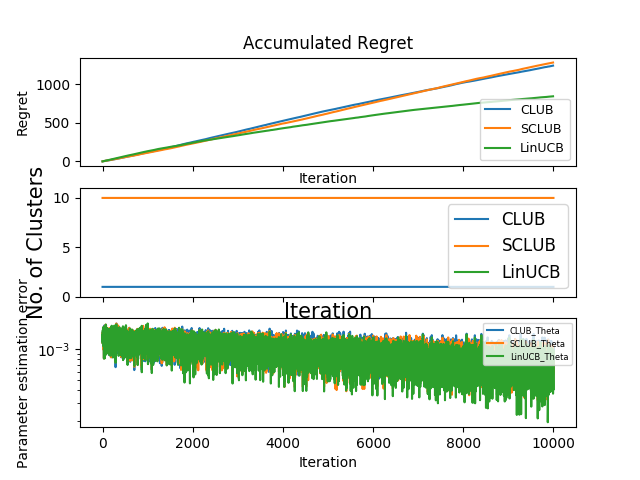 Accumulated Regret
Regret
1000
500
0
CLUB
SCLUB
LinUCB
Iteration
No. of Clusters
10
5
0
CLUB
SCLUB
LinUCB
Iteration
Parameter estimation error
10⁻³
CLUB_Theta
SCLUB_Theta
LinUCB_Theta
0 2000 4000 6000 8000 10000
Iteration